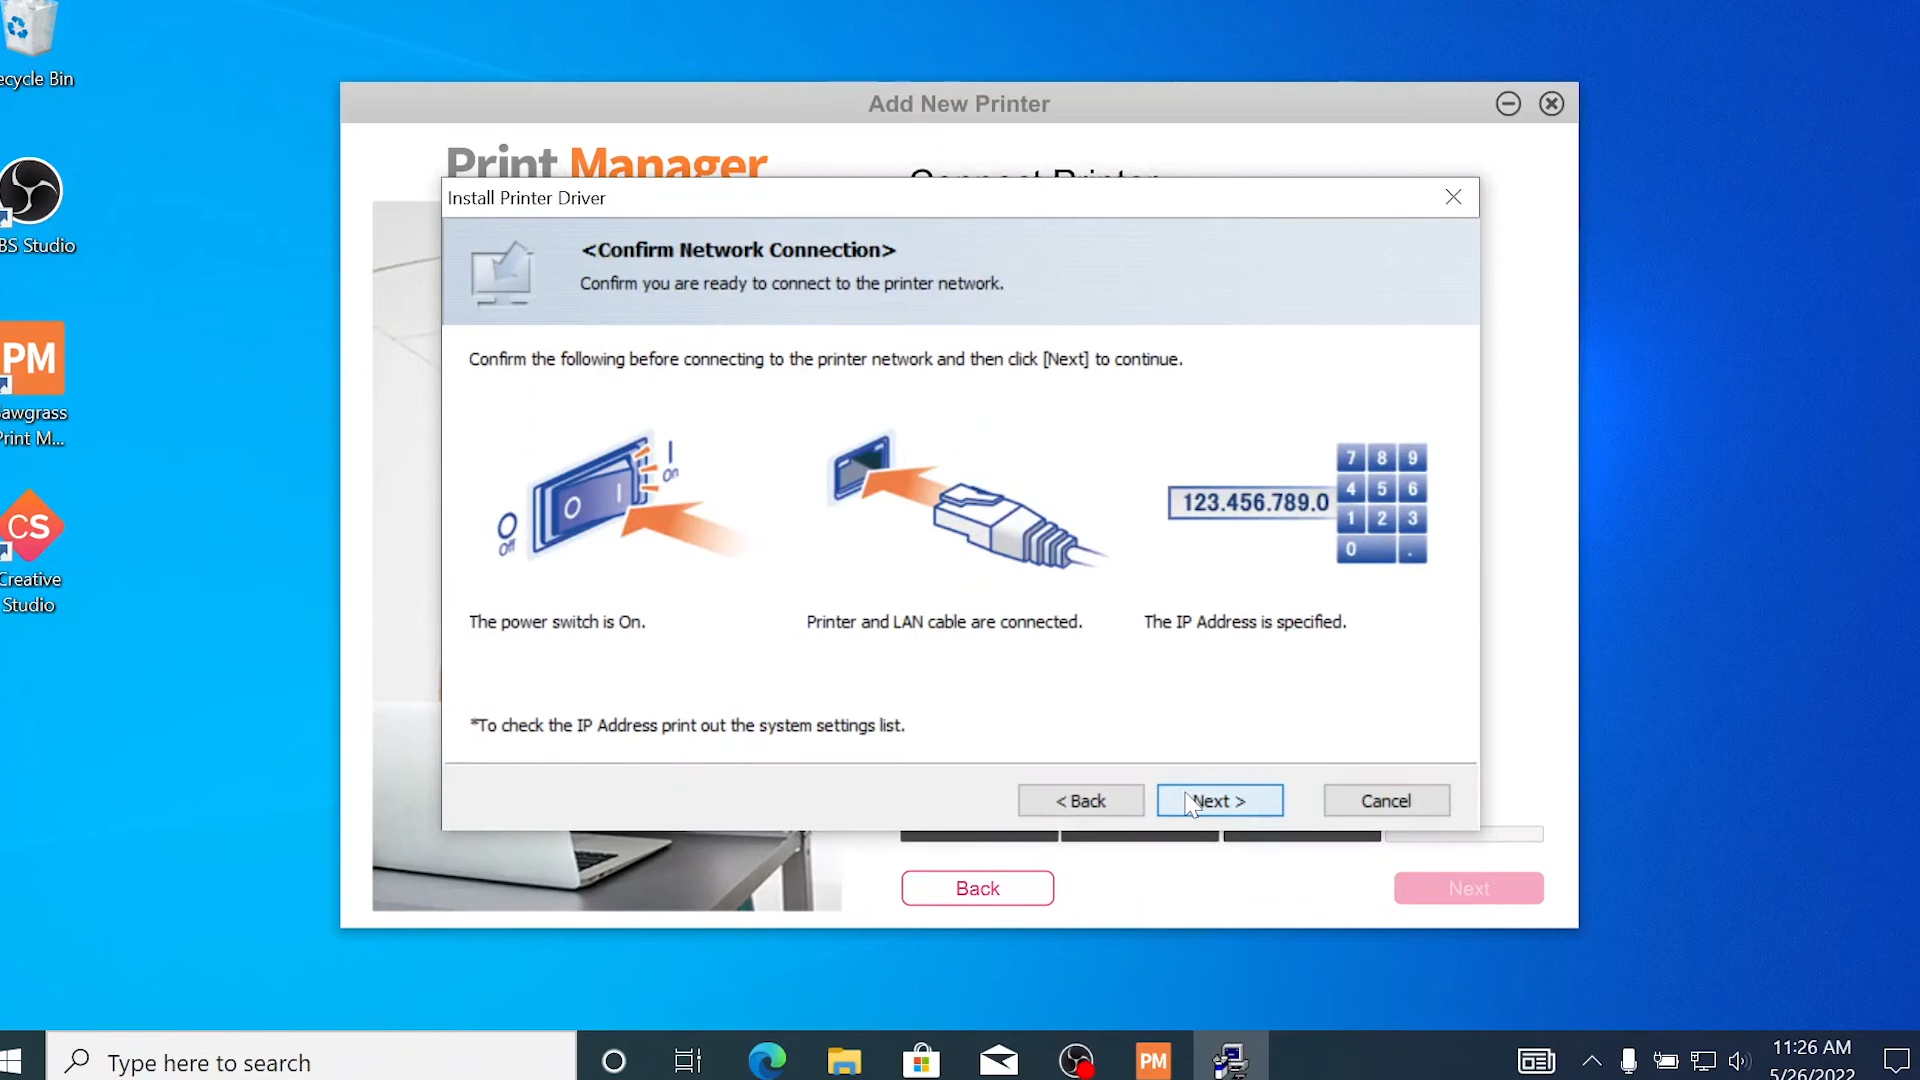 ecycle Bin
BS Studio
PM
awgrass
Print M...
CS
Creative
Studio
Add New Printer
Print Manager
Connect Printer
Install Printer Driver
<Confirm Network Connection>
Confirm you are ready to connect to the printer network.
Confirm the following before connecting to the printer network and then click [Next] to continue.
On
Off
123.456.789.0
7 8 9
4 5 6
1 2 3
0 .
The power switch is On.
Printer and LAN cable are connected.
The IP Address is specified.
*To check the IP Address print out the system settings list.
< Back
Next >
Cancel
Back
Next
Type here to search
PM
11:26 AM
5/26/2022